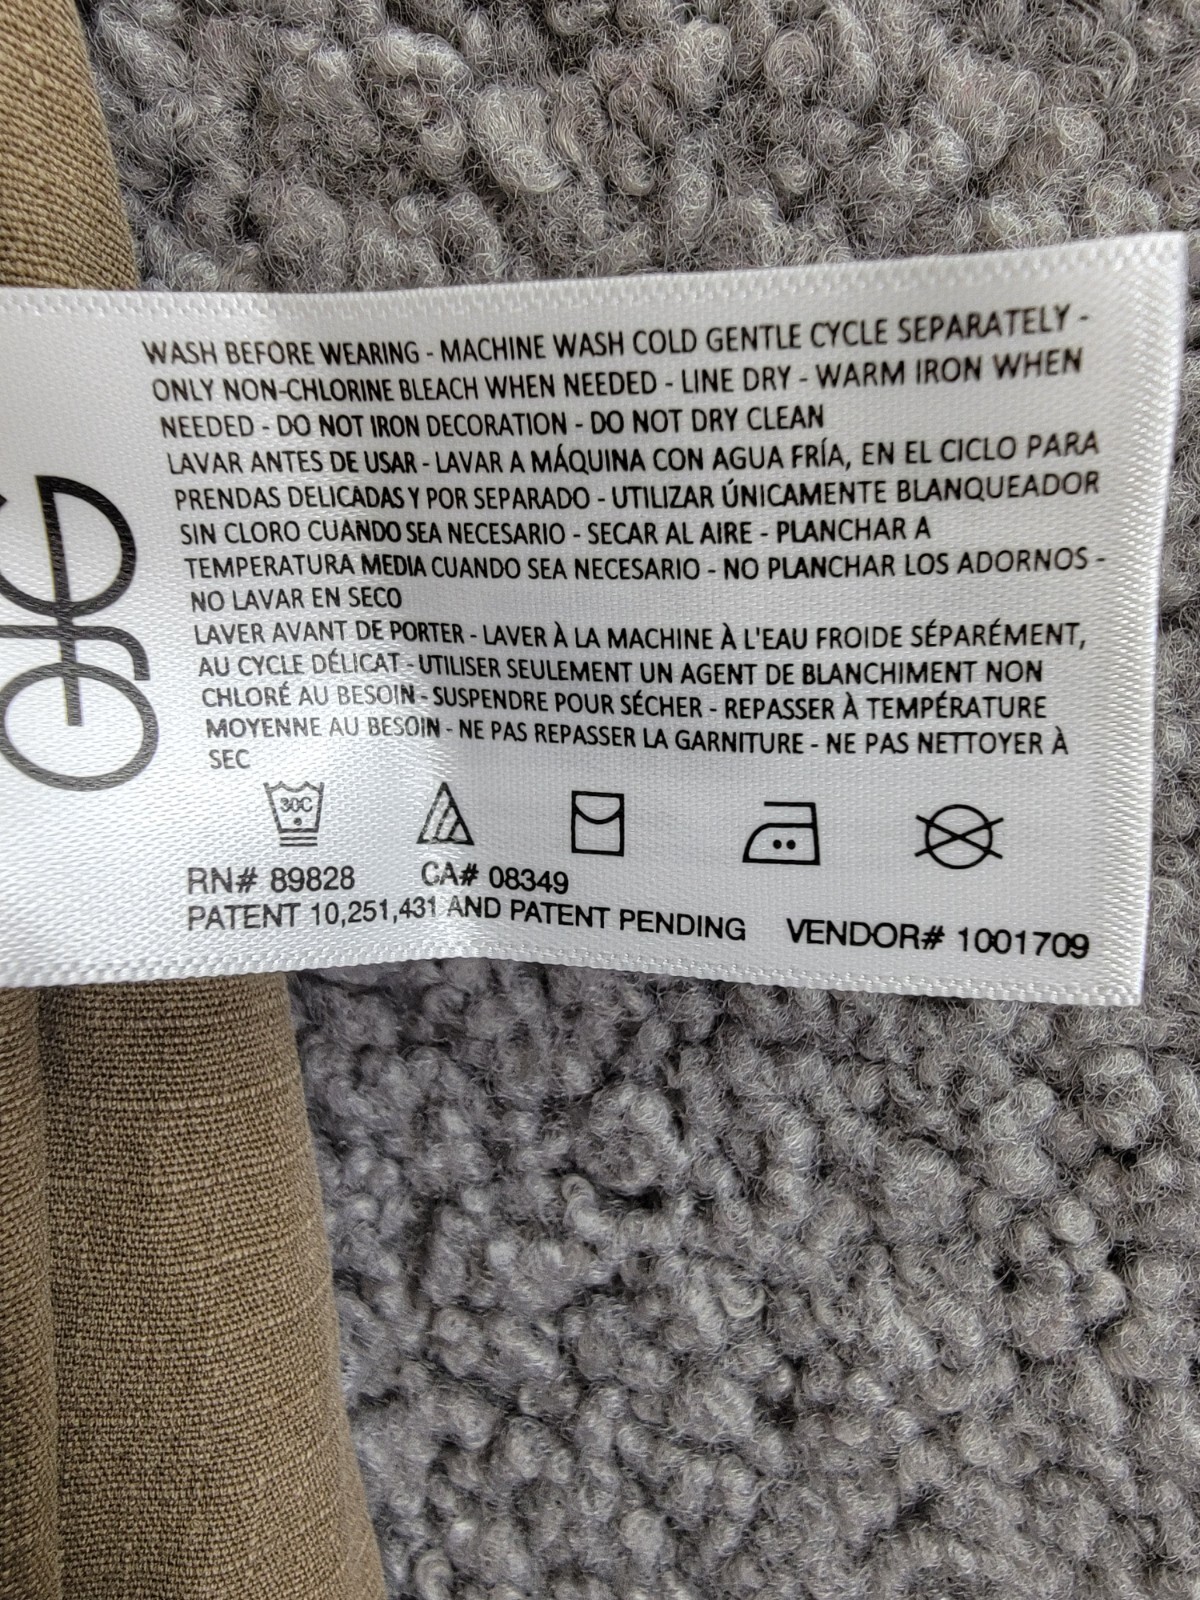 WASH BEFORE WEARING - MACHINE WASH COLD GENTLE CYCLE SEPARATELY -
ONLY NON-CHLORINE BLEACH WHEN NEEDED - LINE DRY - WARM IRON WHEN
NEEDED - DO NOT IRON DECORATION - DO NOT DRY CLEAN
LAVAR ANTES DE USAR - LAVAR A MÁQUINA CON AGUA FRÍA, EN EL CICLO PARA
PRENDAS DELICADAS Y POR SEPARADO - UTILIZAR ÚNICAMENTE BLANQUEADOR
SIN CLORO CUANDO SEA NECESARIO - SECAR AL AIRE - PLANCHAR A
TEMPERATURA MEDIA CUANDO SEA NECESARIO - NO PLANCHAR LOS ADORNOS -
NO LAVAR EN SECO
LAVER AVANT DE PORTER - LAVER À LA MACHINE À L'EAU FROIDE SÉPARÉMENT,
AU CYCLE DÉLICAT - UTILISER SEULEMENT UN AGENT DE BLANCHIMENT NON
CHLORÉ AU BESOIN - SUSPENDRE POUR SÉCHER - REPASSER À TEMPÉRATURE
MOYENNE AU BESOIN - NE PAS REPASSER LA GARNITURE - NE PAS NETTOYER À
SEC
30C
RN# 89828 CA# 08349
PATENT 10,251,431 AND PATENT PENDING VENDOR# 1001709